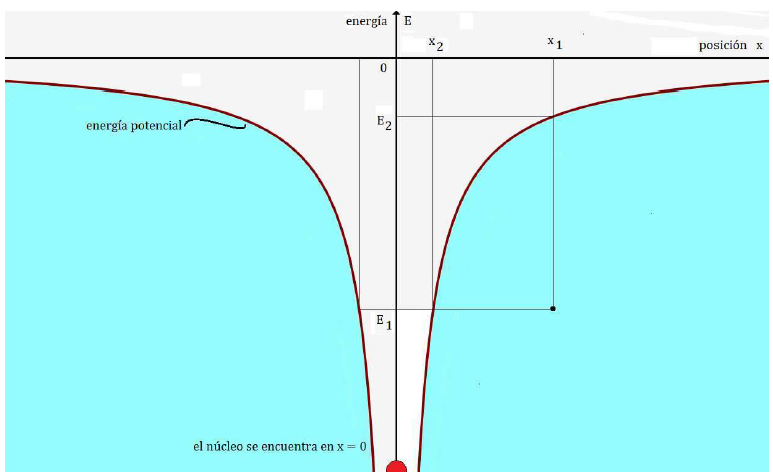 energía E
x2 x1
posición x
0
E2
energía potencial
E1
el núcleo se encuentra en x = 0